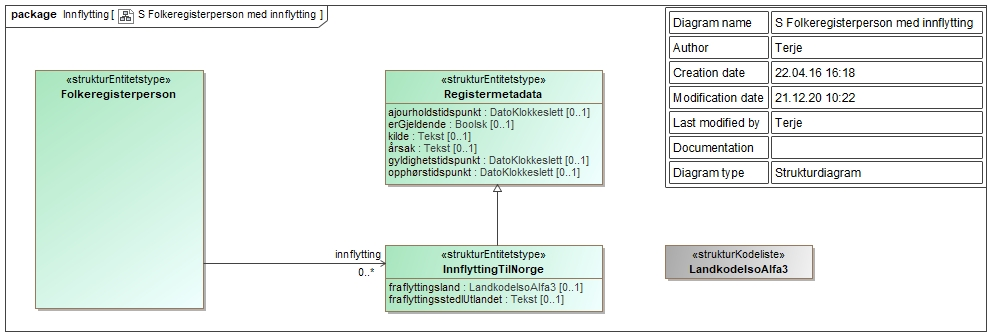 package Innflytting [ S Folkeregisterperson med innflytting ]
Diagram name S Folkeregisterperson med innflytting
Author Terje
Creation date 22.04.16 16:18
Modification date 21.12.20 10:22
Last modified by Terje
Documentation
Diagram type Strukturdiagram
«strukturEntitetstype»
Folkeregisterperson
«strukturEntitetstype»
Registermetadata
ajourholdstidspunkt : DatoKlokkeslett [0..1]
erGjeldende : Boolsk [0..1]
kilde : Tekst [0..1]
årsak : Tekst [0..1]
gyldighetstidspunkt : DatoKlokkeslett [0..1]
opphørstidspunkt : DatoKlokkeslett [0..1]
innflytting
0..*
«strukturEntitetstype»
InnflyttingTilNorge
fraflyttingsland : LandkodeIsoAlfa3 [0..1]
fraflyttingsstedIUtlandet : Tekst [0..1]
«strukturKodeliste»
LandkodeIsoAlfa3